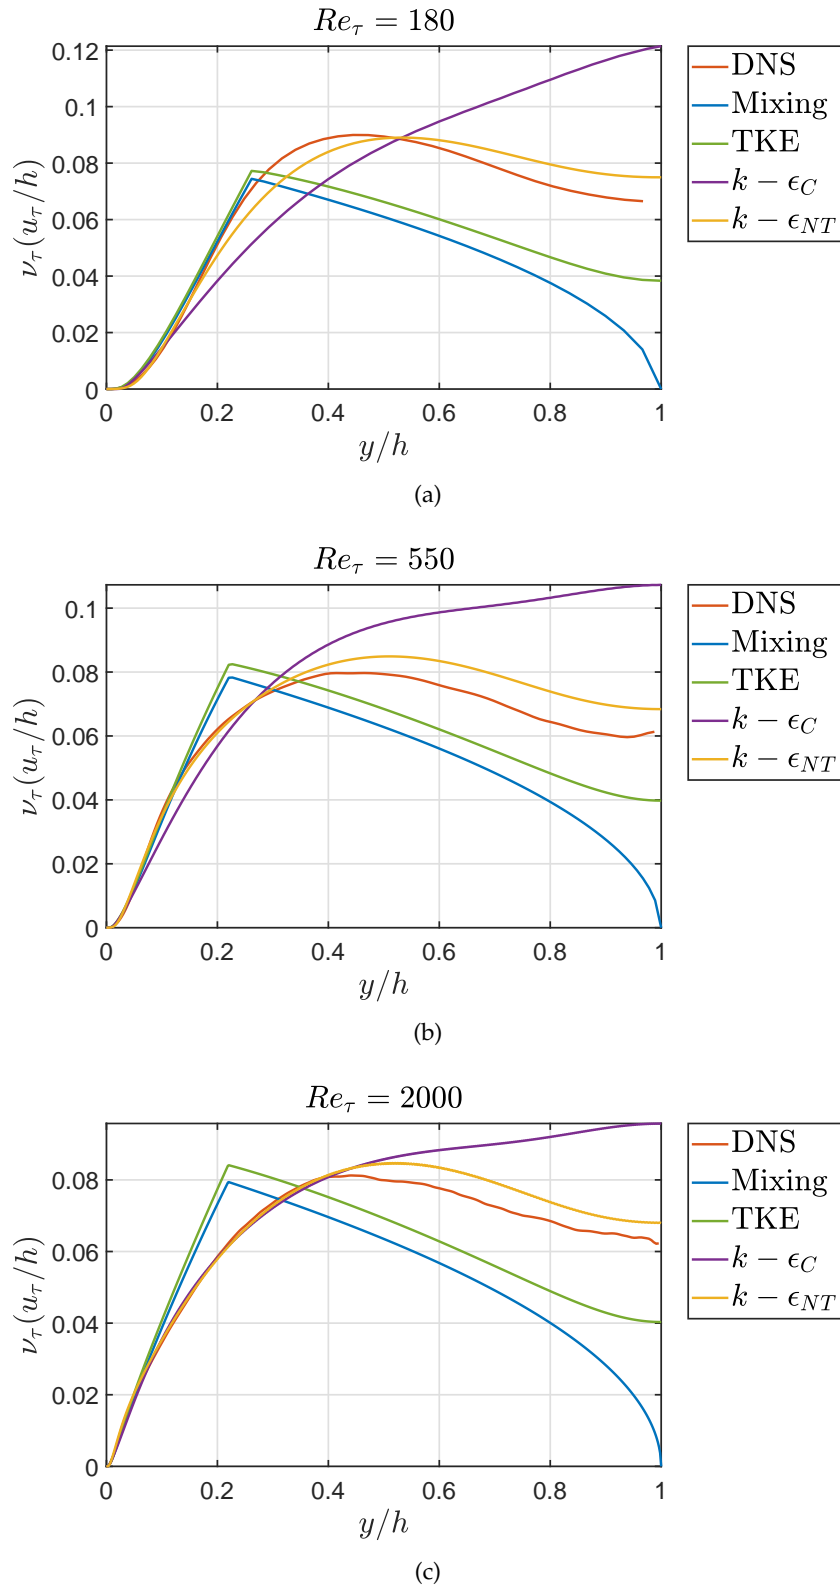 Re_τ = 180
0.12
0.1
0.08
0.06
0.04
0.02
0
ν_τ(u_τ/h)
0 0.2 0.4 0.6 0.8 1
y/h
DNS
Mixing
TKE
k − ϵ_C
k − ϵ_NT
(a)
Re_τ = 550
0.1
0.08
0.06
0.04
0.02
0
ν_τ(u_τ/h)
0 0.2 0.4 0.6 0.8 1
y/h
DNS
Mixing
TKE
k − ϵ_C
k − ϵ_NT
(b)
Re_τ = 2000
0.08
0.06
0.04
0.02
0
ν_τ(u_τ/h)
0 0.2 0.4 0.6 0.8 1
y/h
DNS
Mixing
TKE
k − ϵ_C
k − ϵ_NT
(c)